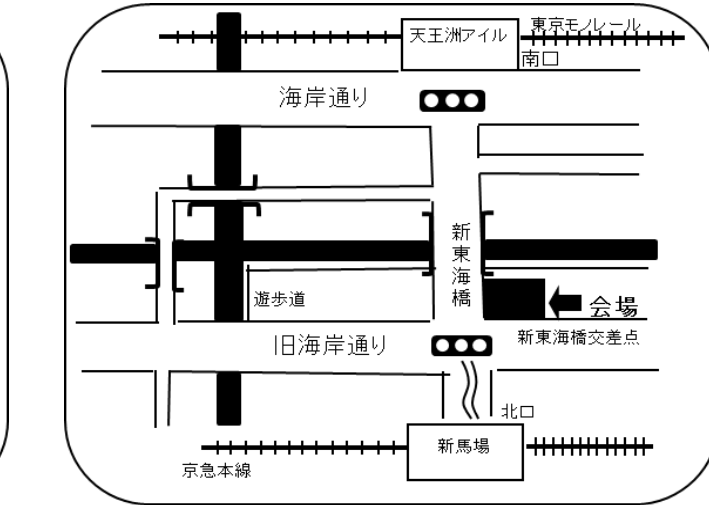 天王洲アイル
東京モノレール
南口
海岸通り
新東海橋
遊歩道
会場
新東海橋交差点
旧海岸通り
北口
新馬場
京急本線